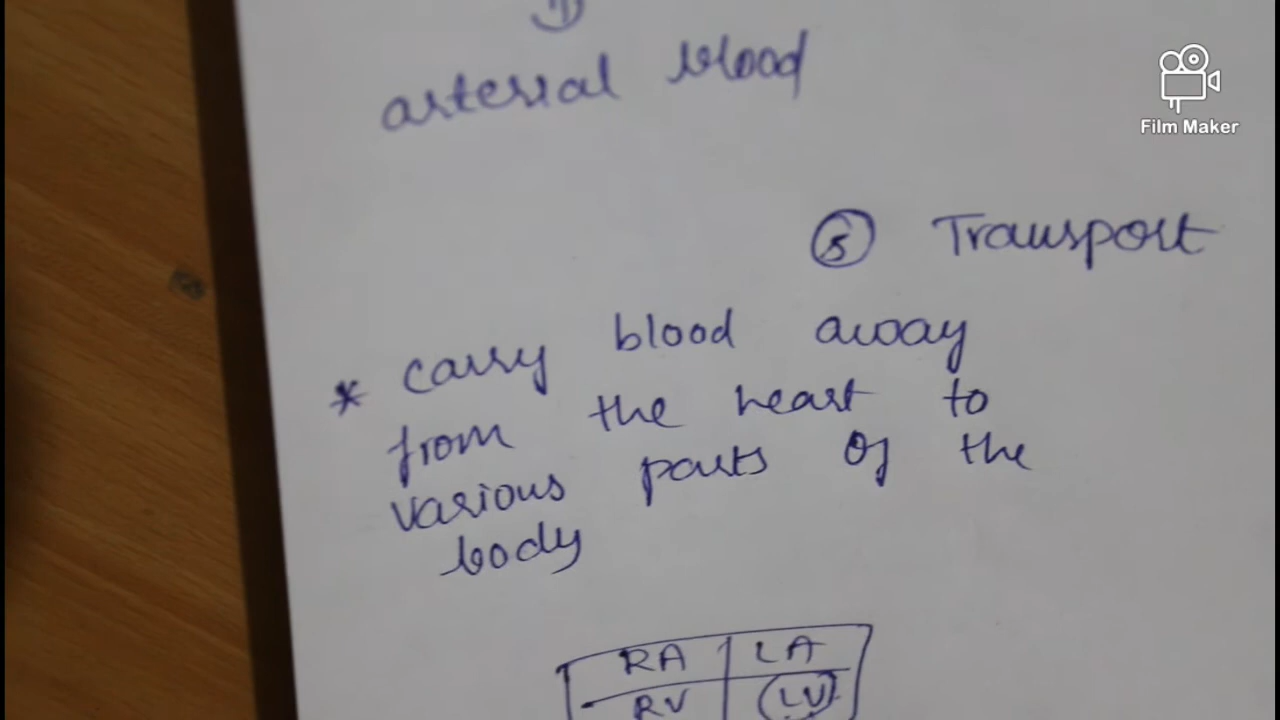 1
arterial blood
Film Maker
5 Transport
* carry blood away
from the heart to
various parts of the
body
RA LA
RV LV